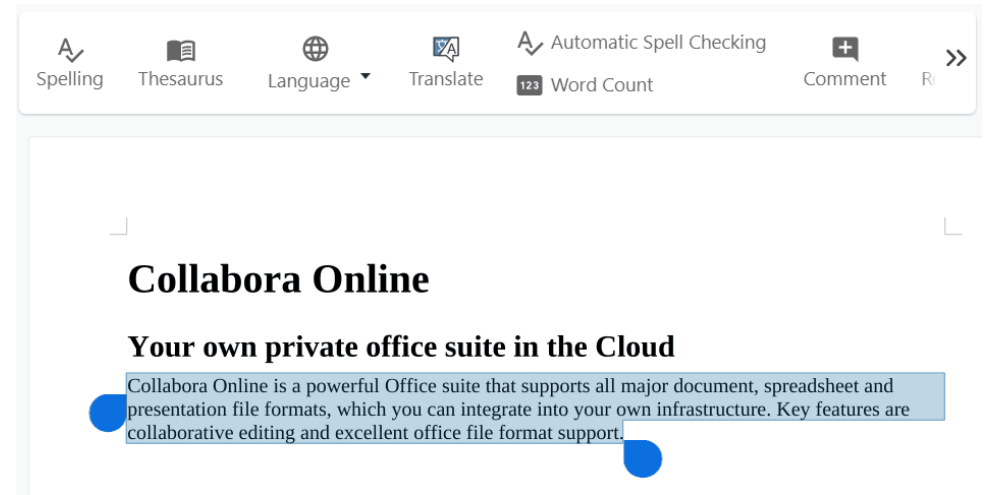 Spelling
Thesaurus
Language
Translate
Automatic Spell Checking
123 Word Count
Comment
Collabora Online
Your own private office suite in the Cloud
Collabora Online is a powerful Office suite that supports all major document, spreadsheet and
presentation file formats, which you can integrate into your own infrastructure. Key features are
collaborative editing and excellent office file format support.